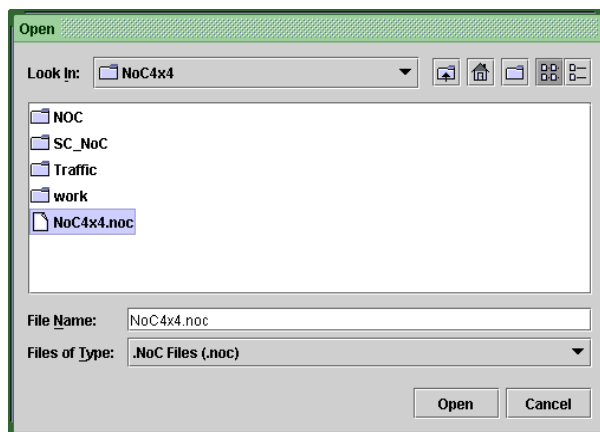 Open
Look In: NoC4x4
NOC
SC_NoC
Traffic
work
NoC4x4.noc
File Name: NoC4x4.noc
Files of Type: .NoC Files (.noc)
Open Cancel